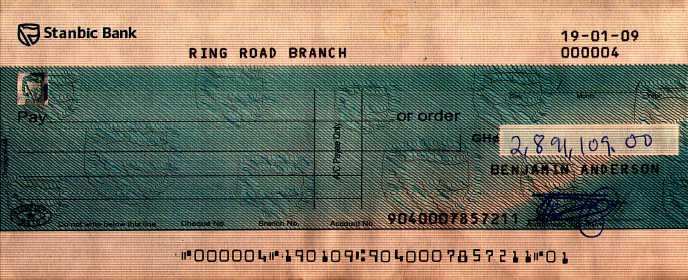 Stanbic Bank
19-01-09
RING ROAD BRANCH
000004
Pay
or order
A/C Payee Only
GH¢ 2,891,109.00
BENJAMIN ANDERSON
Cheque No. Branch No. Account No.
9040007857211
⑈000004⑈190109⑆9040007857211⑈01